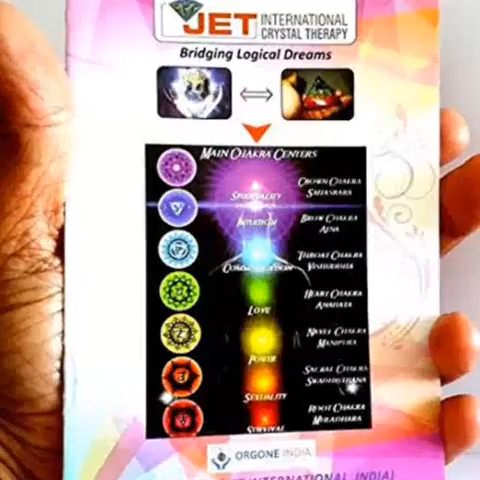 JET INTERNATIONAL
CRYSTAL THERAPY
Bridging Logical Dreams
MAIN CHAKRA CENTERS
CROWN CHAKRA
SAHASRARA
SPIRITUALITY
BROW CHAKRA
AJNA
INTUITION
THROAT CHAKRA
VISHUDDHA
COMMUNICATION
HEART CHAKRA
ANAHATA
LOVE
NAVEL CHAKRA
MANIPURA
POWER
SACRAL CHAKRA
SWADHISTHANA
SEXUALITY
ROOT CHAKRA
MULADHARA
SURVIVAL
ORGONE INDIA
JET INTERNATIONAL INDIA